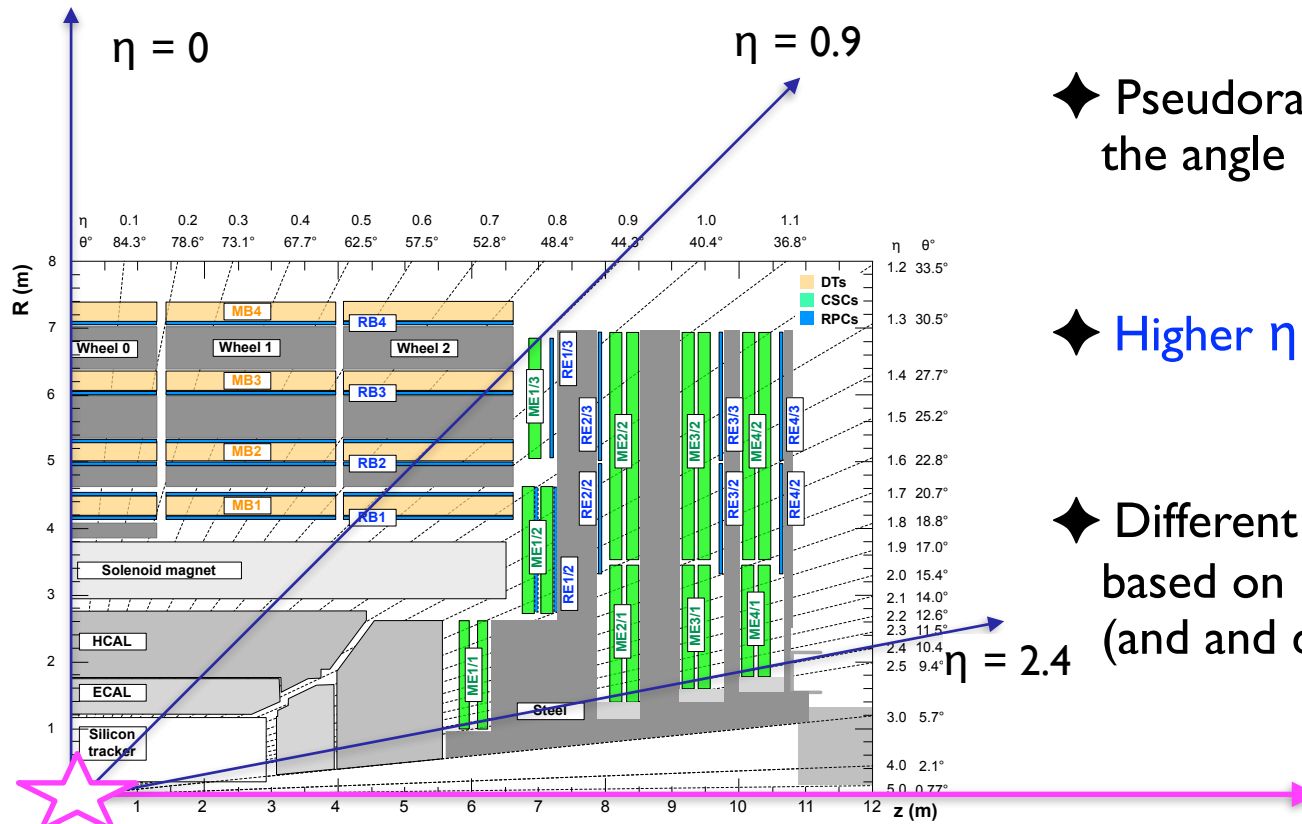 η = 0
η = 0.9
✦ Pseudora
the angle
✦ Higher η
✦ Different
based on
(and and
η = 2.4
η 0.1 0.2 0.3 0.4 0.5 0.6 0.7 0.8 0.9 1.0 1.1
θ° 84.3° 78.6° 73.1° 67.7° 62.5° 57.5° 52.8° 48.4° 44.3° 40.4° 36.8°
η θ°
1.2 33.5°
1.3 30.5°
1.4 27.7°
1.5 25.2°
1.6 22.8°
1.7 20.7°
1.8 18.8°
1.9 17.0°
2.0 15.4°
2.1 14.0°
2.2 12.6°
2.3 11.5°
2.4 10.4
2.5 9.4°
3.0 5.7°
4.0 2.1°
5.0 0.77°
R (m)
8
7
6
5
4
3
2
1
DTs
CSCs
RPCs
MB4
RB4
Wheel 0
Wheel 1
Wheel 2
MB3
RB3
MB2
RB2
MB1
RB1
Solenoid magnet
HCAL
ECAL
Silicon
tracker
Steel
ME1/1
ME1/2
ME1/3
RE1/2
RE1/3
RE2/2
RE2/3
ME2/1
ME2/2
ME3/1
ME3/2
RE3/2
RE3/3
ME4/1
ME4/2
RE4/2
RE4/3
1 2 3 4 5 6 7 8 9 10 11 12
z (m)